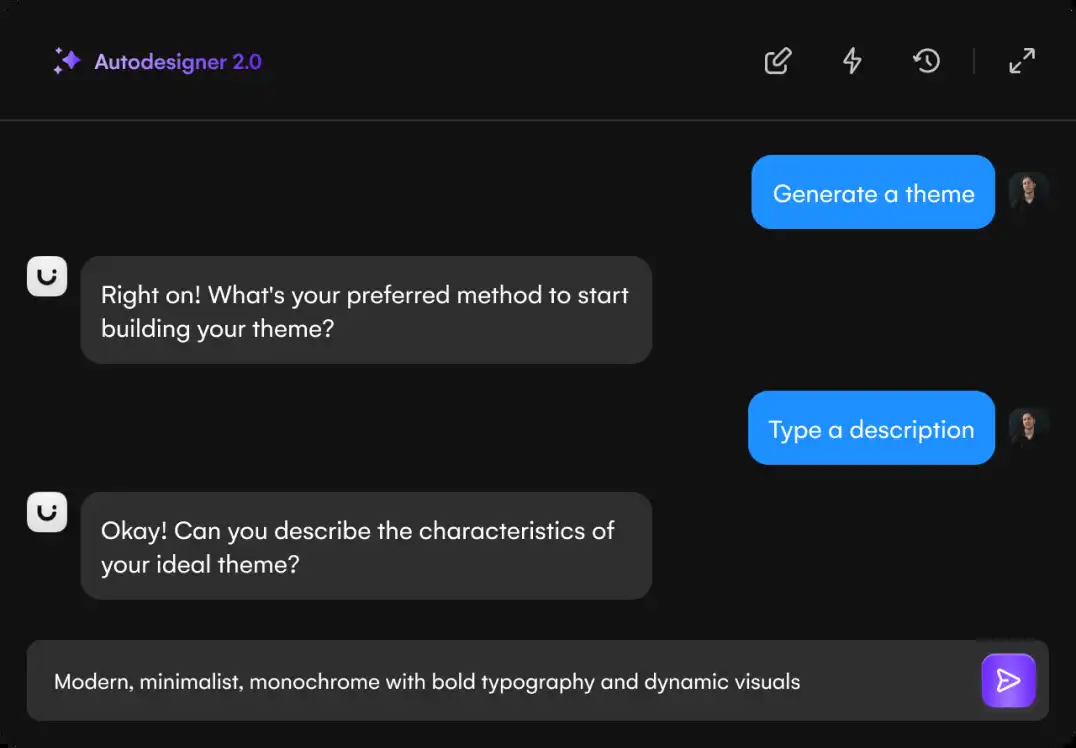 Autodesigner 2.0
Generate a theme
Right on! What's your preferred method to start
building your theme?
Type a description
Okay! Can you describe the characteristics of
your ideal theme?
Modern, minimalist, monochrome with bold typography and dynamic visuals